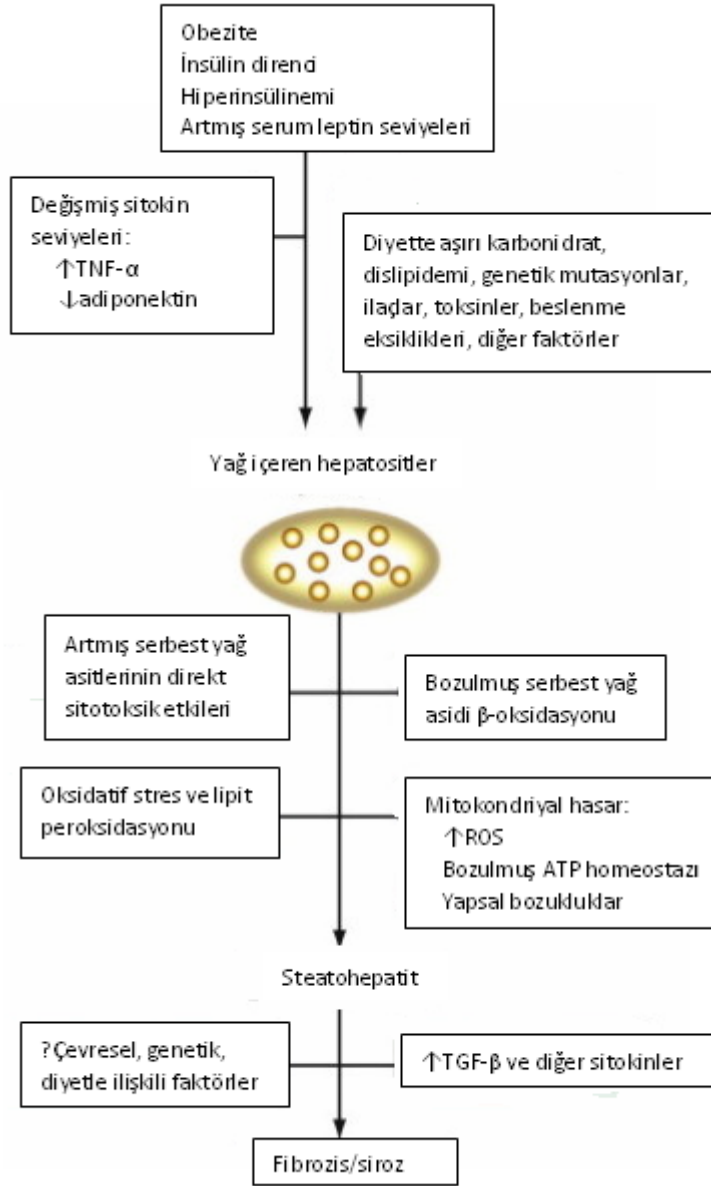 Obezite
İnsülin direnci
Hiperinsülinemi
Artmış serum leptin seviyeleri
Değişmiş sitokin
seviyeleri:
↑TNF-α
↓adiponektin
Diyette aşırı karbonidrat,
dislipidemi, genetik mutasyonlar,
ilaçlar, toksinler, beslenme
eksiklikleri, diğer faktörler
Yağ içeren hepatositler
Artmış serbest yağ
asitlerinin direkt
sitotoksik etkileri
Bozulmuş serbest yağ
asidi β-oksidasyonu
Oksidatif stres ve lipit
peroksidasyonu
Mitokondriyal hasar:
↑ROS
Bozulmuş ATP homeostazı
Yapsal bozukluklar
Steatohepatit
?Çevresel, genetik,
diyetle ilişkili faktörler
↑TGF-β ve diğer sitokinler
Fibrozis/siroz